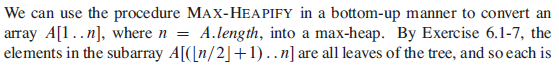 We can use the procedure MAX-HEAPIFY in a bottom-up manner to convert an
array A[1..n], where n = A.length, into a max-heap. By Exercise 6.1-7, the
elements in the subarray A[(⌊n/2⌋+1)..n] are all leaves of the tree, and so each is